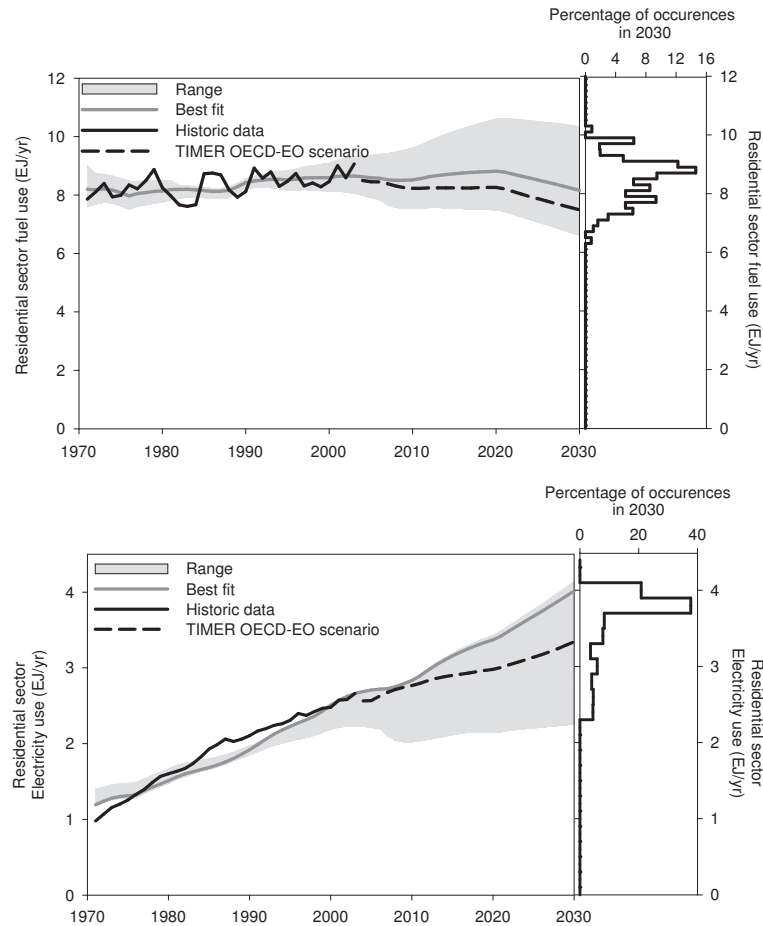 Percentage of occurences
in 2030
0 4 8 12 16
12
10
8
6
4
2
0
Residential sector fuel use (EJ/yr)
Range
Best fit
Historic data
TIMER OECD-EO scenario
1970 1980 1990 2000 2010 2020 2030
12
10
8
6
4
2
0
Residential sector fuel use (EJ/yr)
Percentage of occurences
in 2030
0 20 40
4
3
2
1
0
Residential sector
Electricity use (EJ/yr)
Range
Best fit
Historic data
TIMER OECD-EO scenario
1970 1980 1990 2000 2010 2020 2030
4
3
2
1
0
Residential sector
Electricity use (EJ/yr)